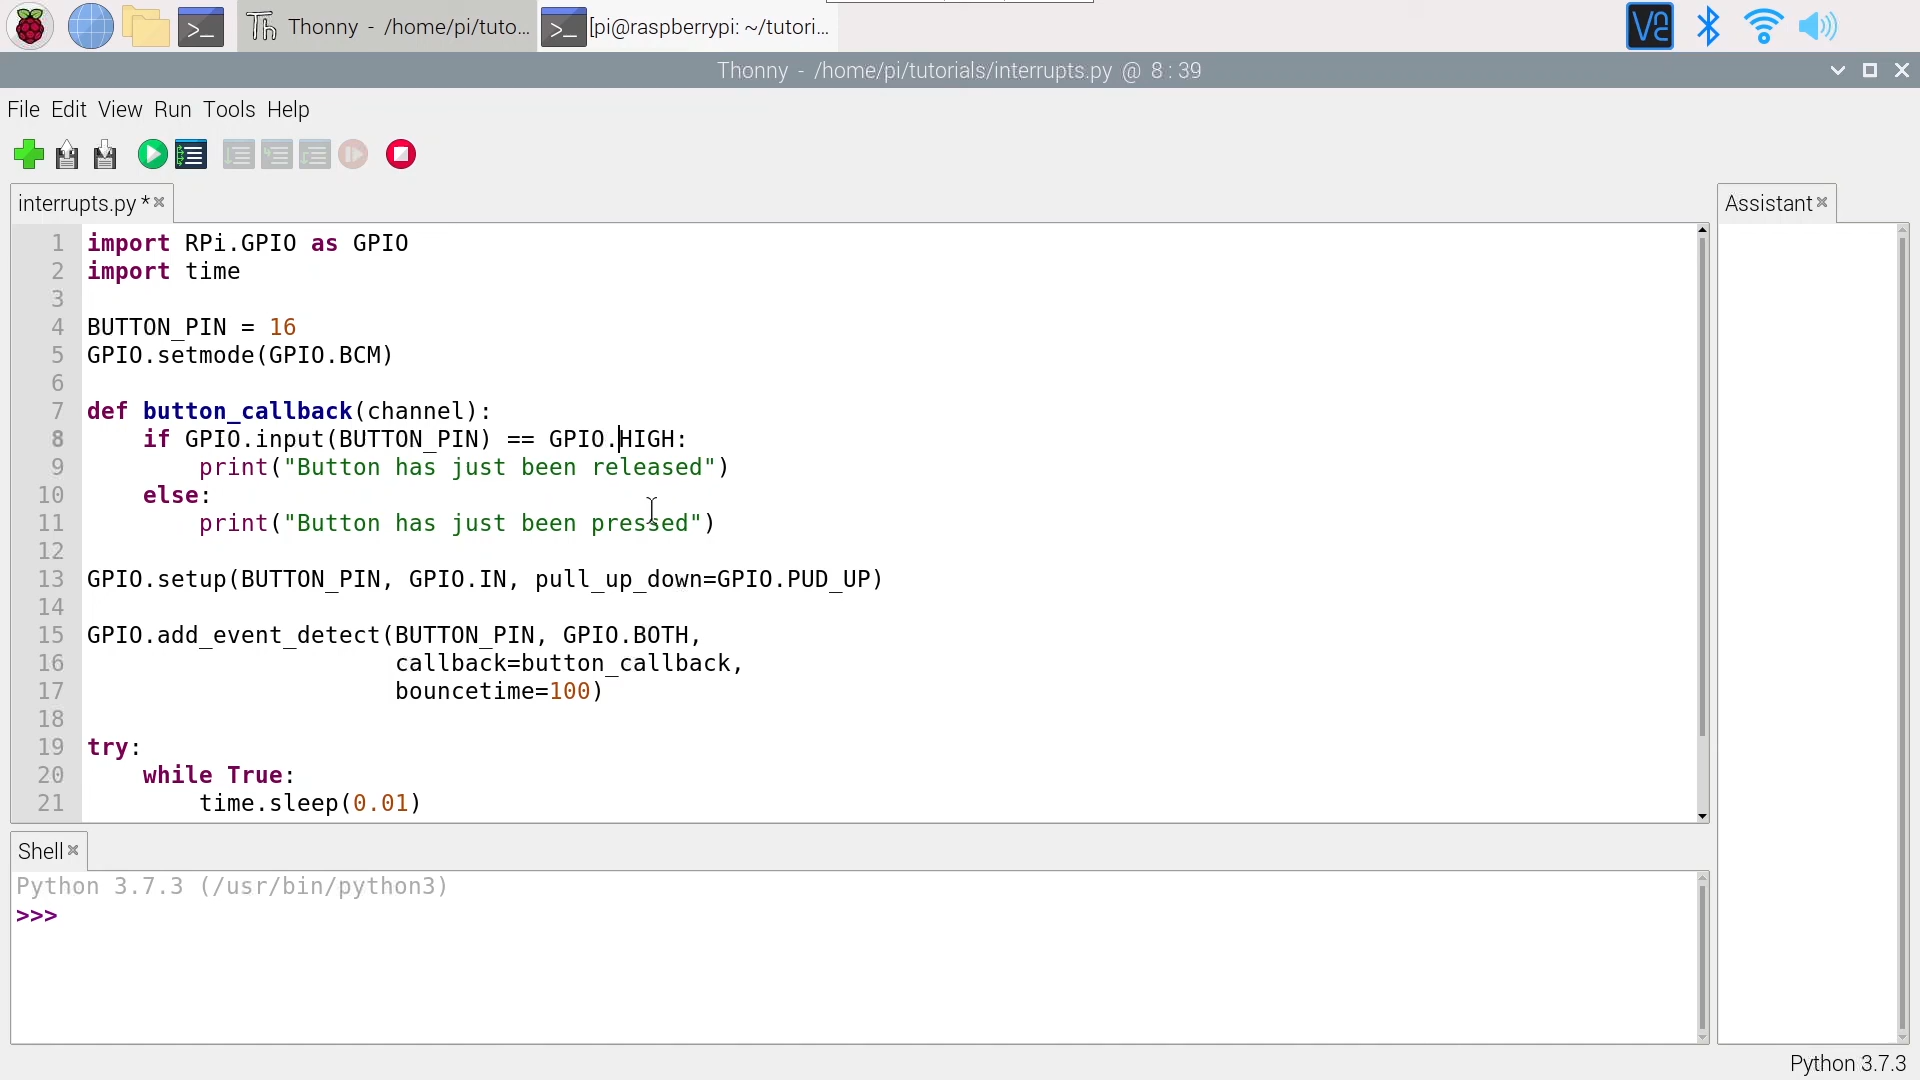 Thonny - /home/pi/tuto...
[pi@raspberrypi: ~/tutori...
Thonny - /home/pi/tutorials/interrupts.py @ 8 : 39
File Edit View Run Tools Help
interrupts.py *
Assistant
1 import RPi.GPIO as GPIO
2 import time
3
4 BUTTON_PIN = 16
5 GPIO.setmode(GPIO.BCM)
6
7 def button_callback(channel):
8     if GPIO.input(BUTTON_PIN) == GPIO.HIGH:
9         print("Button has just been released")
10     else:
11         print("Button has just been pressed")
12
13 GPIO.setup(BUTTON_PIN, GPIO.IN, pull_up_down=GPIO.PUD_UP)
14
15 GPIO.add_event_detect(BUTTON_PIN, GPIO.BOTH,
16                       callback=button_callback,
17                       bouncetime=100)
18
19 try:
20     while True:
21         time.sleep(0.01)
Shell
Python 3.7.3 (/usr/bin/python3)
>>>
Python 3.7.3